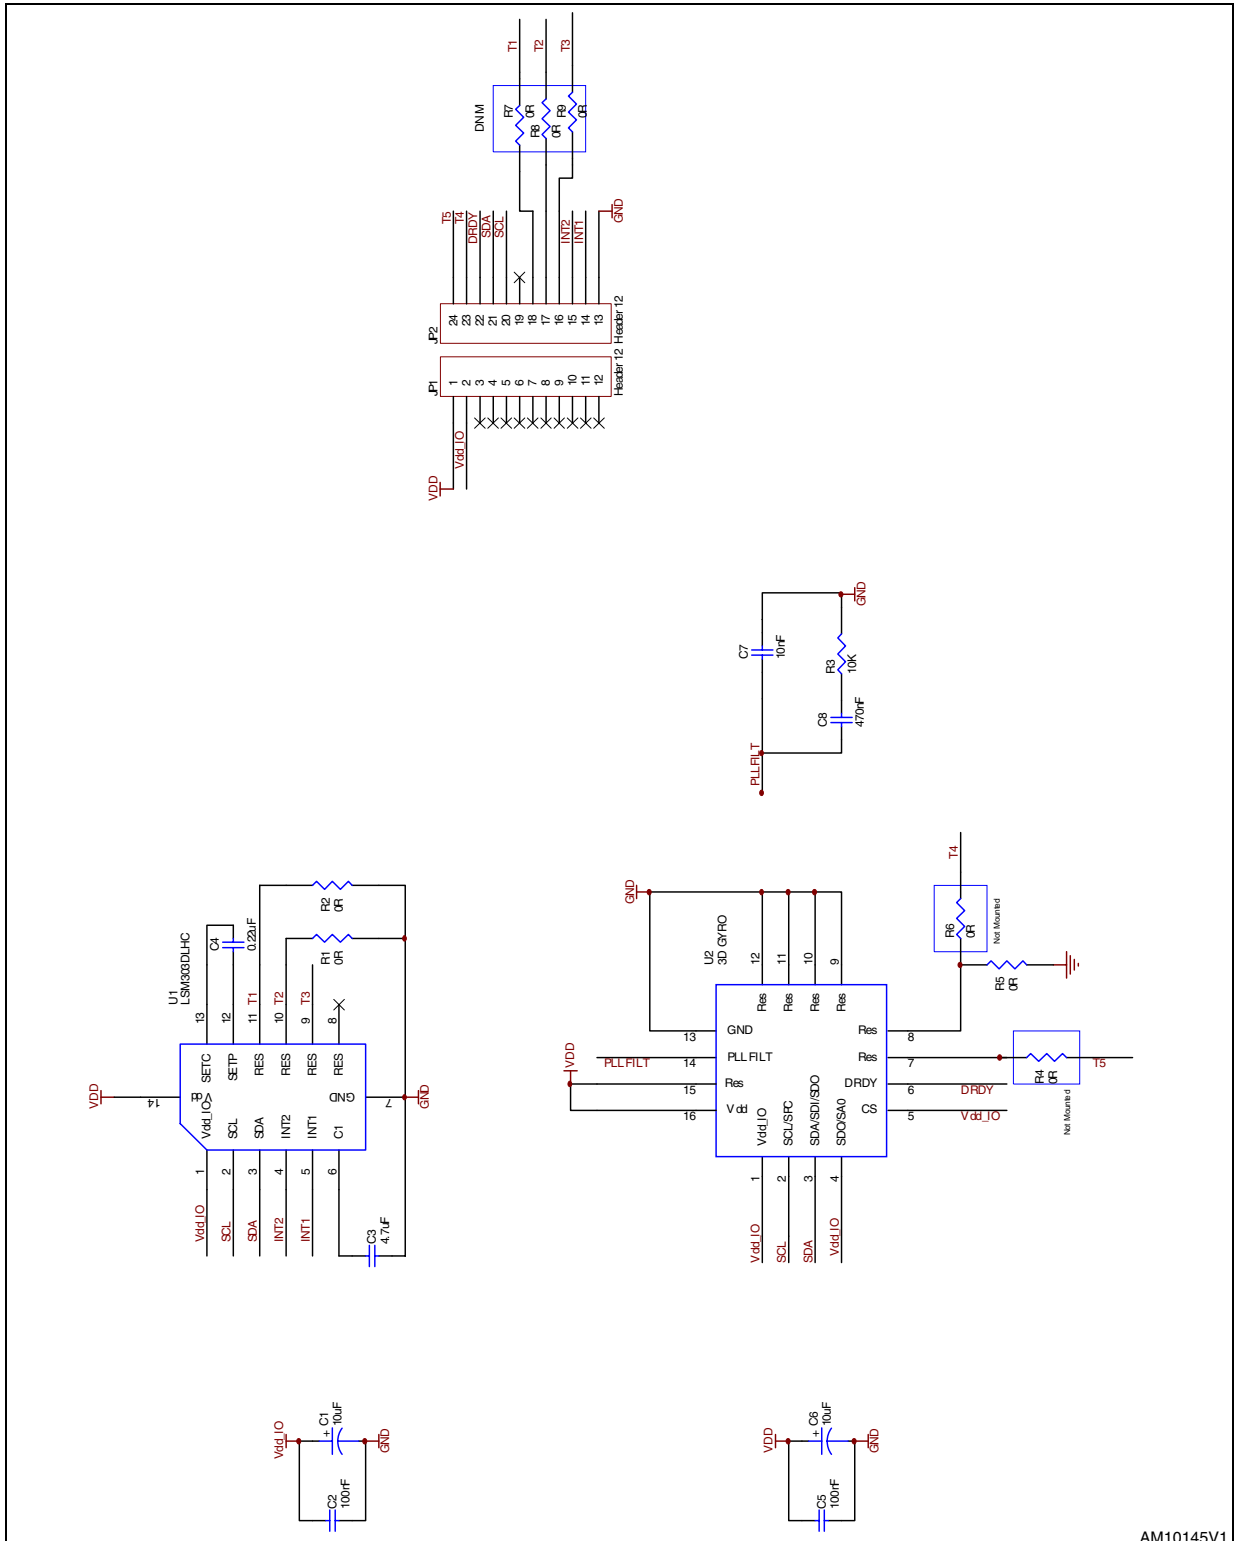 T1
T2
T3
DNM
R7
0R
R8
0R
R9
0R
T5
T4
DRDY
SDA
SCL
INT2
INT1
GND
JP2
24
23
22
21
20
19
18
17
16
15
14
13
Header 12
JP1
1
2
3
4
5
6
7
8
9
10
11
12
Header 12
VDD
Vdd_IO
GND
C7
10nF
R3
10K
C8
470nF
PLLFILT
U1
LSM303DLHC
C4
0.22uF
R2
0R
R1
0R
13
12
11
T1
10
T2
9
T3
8
SETC
SETP
RES
RES
RES
RES
VDD
14
Vdd
GND
7
GND
Vdd_IO
SCL
SDA
INT2
INT1
C1
1
2
3
4
5
6
Vdd_IO
SCL
SDA
INT2
INT1
C3
4.7uF
T4
R6
0R
Not Mounted
R5
0R
GND
U2
3D GYRO
12
11
10
9
Res
Res
Res
Res
13
GND
PLLFILT
14
PLLFILT
VDD
15
Res
16
Vdd
Res
8
Res
7
R4
0R
T5
Not Mounted
DRDY
6
DRDY
CS
5
Vdd_IO
Vdd_IO
SCL/SPC
SDA/SDI/SDO
SDO/SA0
1
2
3
4
Vdd_IO
SCL
SDA
Vdd_IO
Vdd_IO
C1
10uF
+
GND
C2
100nF
VDD
C6
10uF
+
GND
C5
100nF
AM10145V1